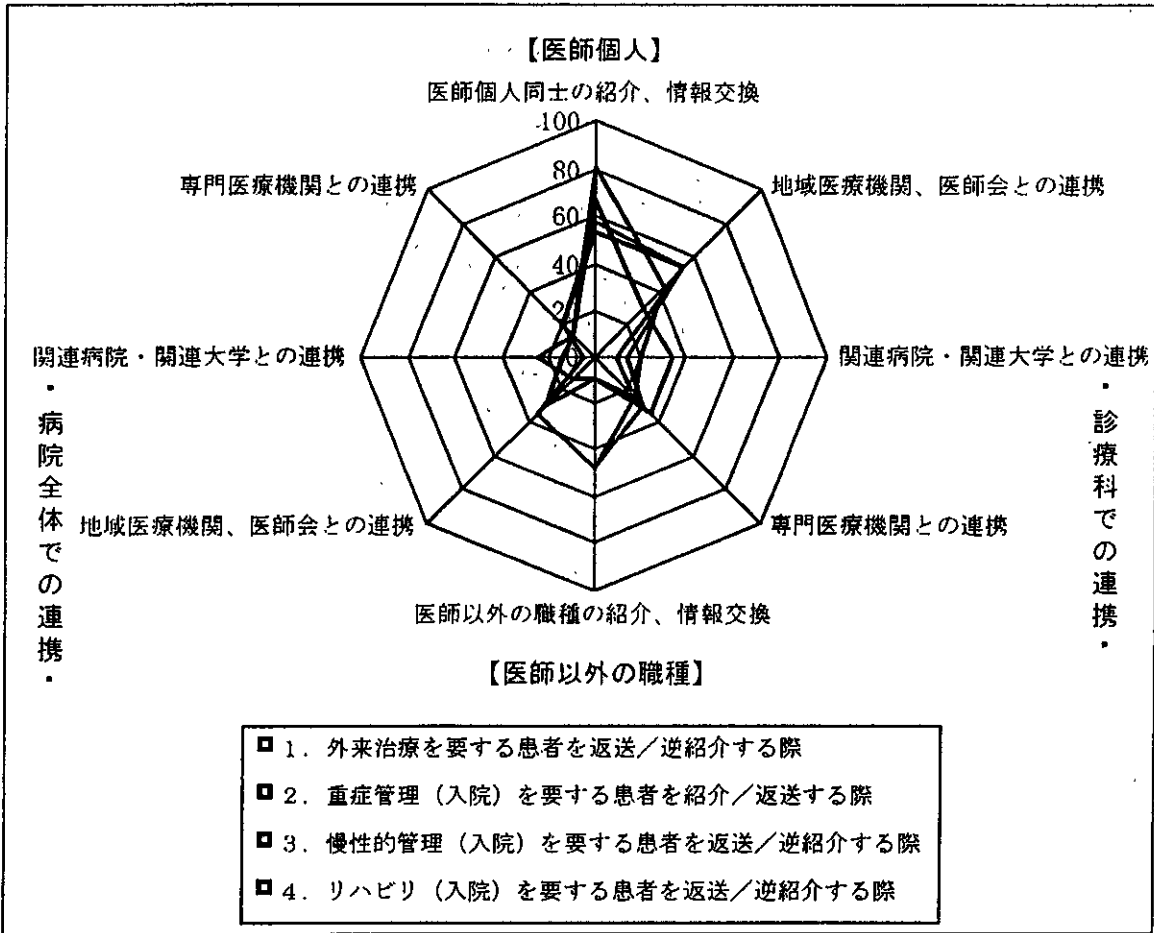 【医師個人】
医師個人同士の紹介、情報交換
100
80
60
40
2
0
専門医療機関との連携
地域医療機関、医師会との連携
関連病院・関連大学との連携
関連病院・関連大学との連携
・病院全体での連携・
・診療科での連携・
地域医療機関、医師会との連携
専門医療機関との連携
医師以外の職種の紹介、情報交換
【医師以外の職種】
1. 外来治療を要する患者を返送／逆紹介する際
2. 重症管理（入院）を要する患者を紹介／返送する際
3. 慢性的管理（入院）を要する患者を返送／逆紹介する際
4. リハビリ（入院）を要する患者を返送／逆紹介する際